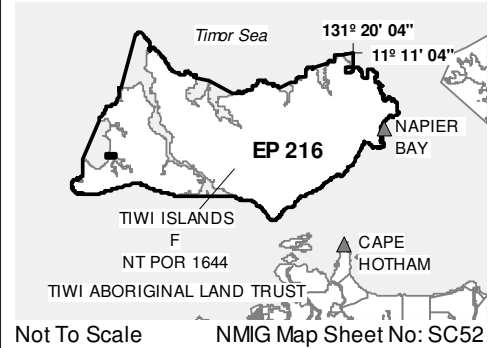 131º 20' 04"
Timor Sea
11º 11' 04"
NAPIER
BAY
EP 216
TIWI ISLANDS
F
NT POR 1644
CAPE
HOTHAM
TIWI ABORIGINAL LAND TRUST
Not To Scale NMIG Map Sheet No: SC52